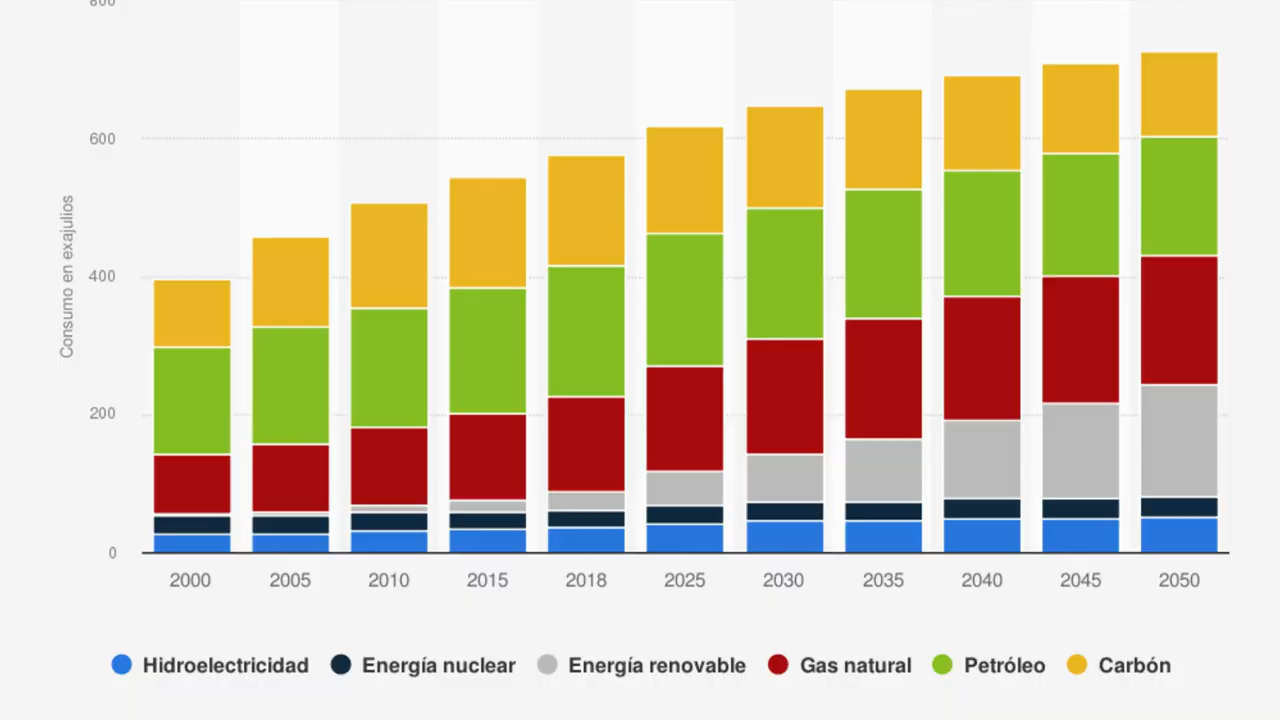 800
600
400
200
0
Consumo en exajulios
2000 2005 2010 2015 2018 2025 2030 2035 2040 2045 2050
Hidroelectricidad Energía nuclear Energía renovable Gas natural Petróleo Carbón